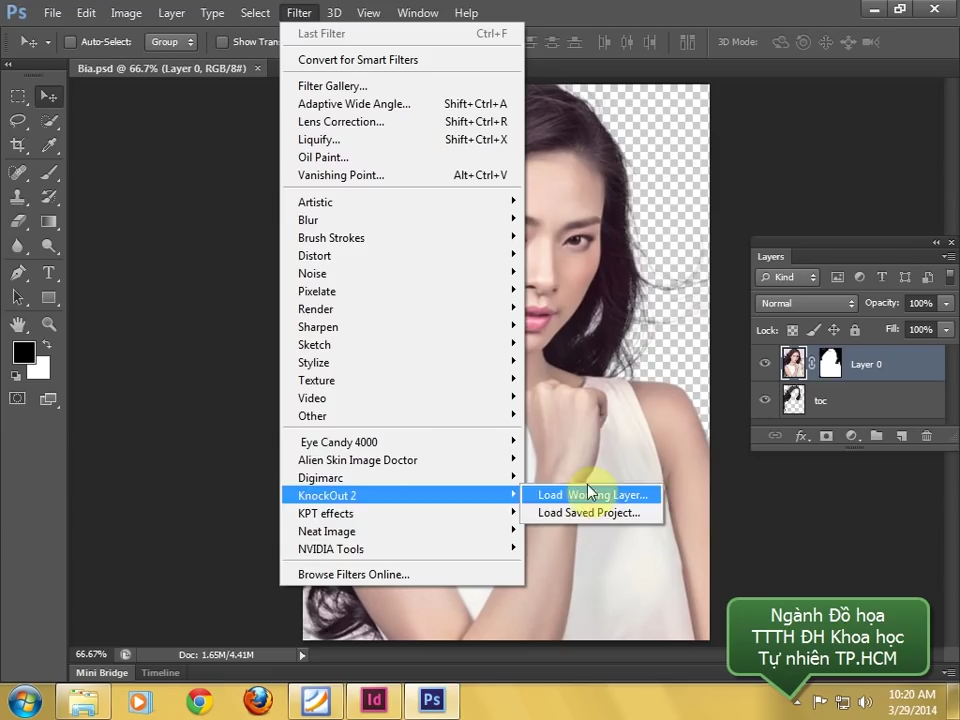 Ps File Edit Image Layer Type Select Filter 3D View Window Help
Auto-Select: Group Show Tran 3D Mode:
Bia.psd @ 66.7% (Layer 0, RGB/8#) ×
Last Filter Ctrl+F
Convert for Smart Filters
Filter Gallery...
Adaptive Wide Angle... Shift+Ctrl+A
Lens Correction... Shift+Ctrl+R
Liquify... Shift+Ctrl+X
Oil Paint...
Vanishing Point... Alt+Ctrl+V
Artistic
Blur
Brush Strokes
Distort
Noise
Pixelate
Render
Sharpen
Sketch
Stylize
Texture
Video
Other
Eye Candy 4000
Alien Skin Image Doctor
Digimarc
KnockOut 2
KPT effects
Neat Image
NVIDIA Tools
Browse Filters Online...
Load Working Layer...
Load Saved Project...
Layers
Kind
Normal Opacity: 100%
Lock: Fill: 100%
Layer 0
toc
fx
66.67% Doc: 1.65M/4.41M
Mini Bridge Timeline
Ngành Đồ họa
TTTH ĐH Khoa học
Tự nhiên TP.HCM
Id Ps
10:20 AM
3/29/2014